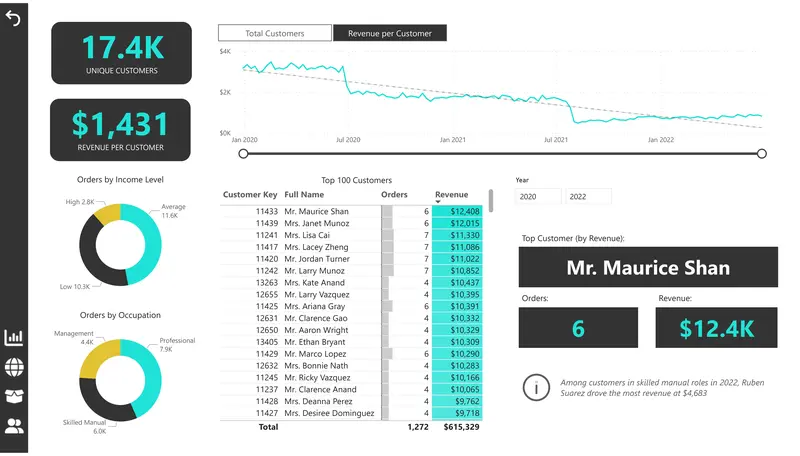 17.4K
UNIQUE CUSTOMERS
$1,431
REVENUE PER CUSTOMER
Total Customers
Revenue per Customer
$4K
$2K
$0K
Jan 2020
Jul 2020
Jan 2021
Jul 2021
Jan 2022
Orders by Income Level
High 2.8K
Average
11.6K
Low 10.3K
Orders by Occupation
Management
4.4K
Professional
7.9K
Skilled Manual
6.0K
Top 100 Customers
Customer Key Full Name Orders Revenue
11433 Mr. Maurice Shan 6 $12,408
11439 Mrs. Janet Munoz 6 $12,015
11241 Mrs. Lisa Cai 7 $11,330
11417 Mrs. Lacey Zheng 7 $11,086
11420 Mr. Jordan Turner 7 $11,022
11242 Mr. Larry Munoz 7 $10,852
13263 Mrs. Kate Anand 4 $10,437
12655 Mr. Larry Vazquez 4 $10,395
11425 Mrs. Ariana Gray 6 $10,391
12631 Mr. Clarence Gao 4 $10,332
12650 Mr. Aaron Wright 4 $10,329
13405 Mr. Ethan Bryant 4 $10,309
11429 Mr. Marco Lopez 6 $10,290
12632 Mrs. Bonnie Nath 4 $10,283
11245 Mr. Ricky Vazquez 4 $10,166
11237 Mr. Clarence Anand 4 $10,065
11428 Mrs. Deanna Perez 4 $9,762
11427 Mrs. Desiree Dominguez 4 $9,718
Total 1,272 $615,329
Year
2020
2022
Top Customer (by Revenue):
Mr. Maurice Shan
Orders:
Revenue:
6
$12.4K
Among customers in skilled manual roles in 2022, Ruben
Suarez drove the most revenue at $4,683